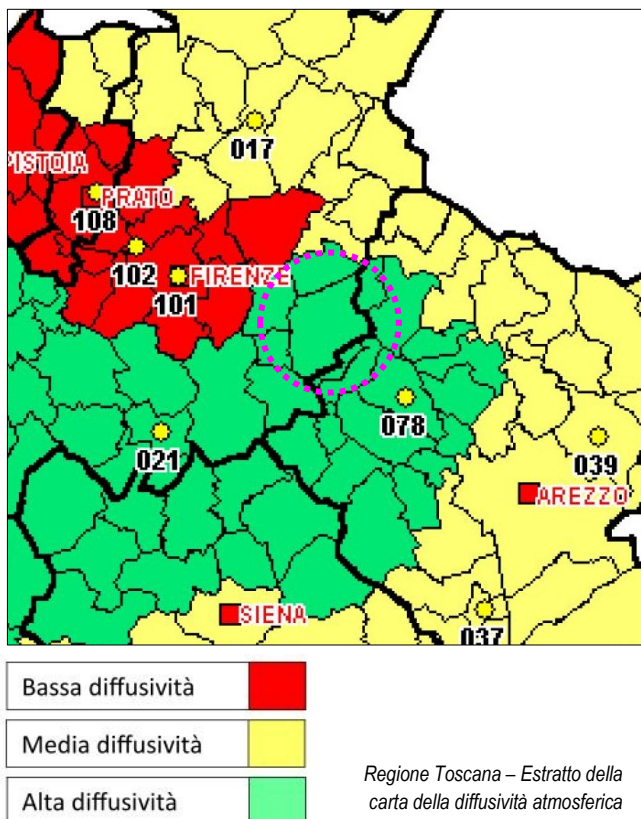 017
PISTOIA
PRATO
108
102
FIRENZE
101
078
021
039
AREZZO
SIENA
037
Bassa diffusività
Media diffusività
Alta diffusività
Regione Toscana – Estratto della
carta della diffusività atmosferica